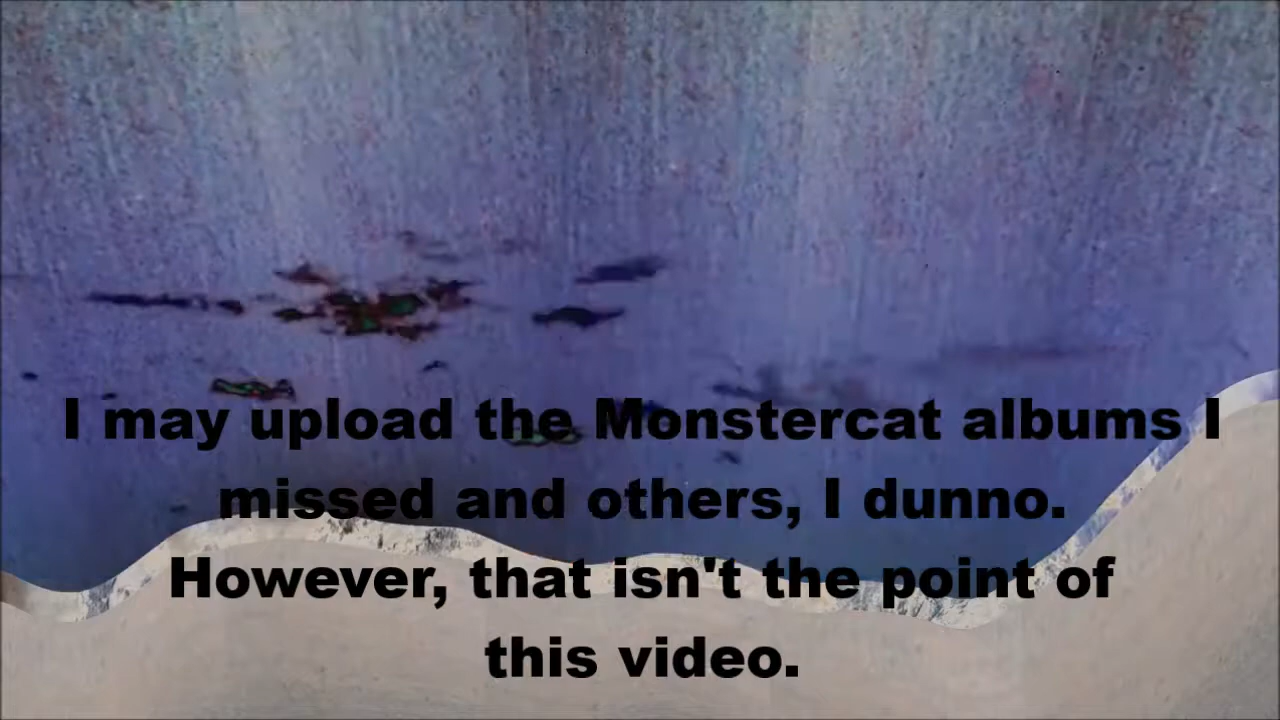 I may upload the Monstercat albums I
missed and others, I dunno.
However, that isn't the point of
this video.